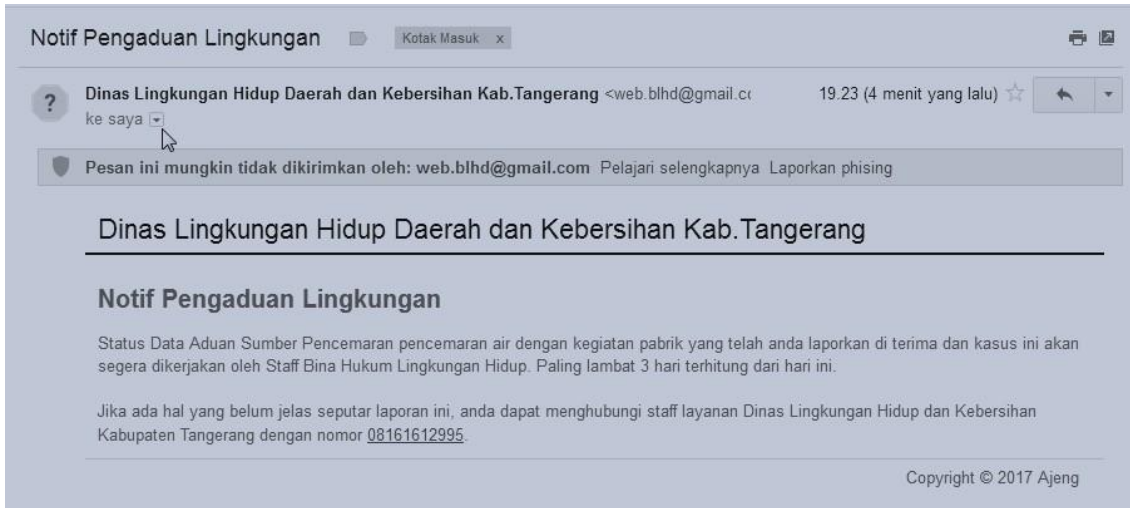 Notif Pengaduan Lingkungan Kotak Masuk x
?
Dinas Lingkungan Hidup Daerah dan Kebersihan Kab.Tangerang <web.blhd@gmail.cc 19.23 (4 menit yang lalu)
ke saya
Pesan ini mungkin tidak dikirimkan oleh: web.blhd@gmail.com Pelajari selengkapnya Laporkan phising
Dinas Lingkungan Hidup Daerah dan Kebersihan Kab.Tangerang
Notif Pengaduan Lingkungan
Status Data Aduan Sumber Pencemaran pencemaran air dengan kegiatan pabrik yang telah anda laporkan di terima dan kasus ini akan
segera dikerjakan oleh Staff Bina Hukum Lingkungan Hidup. Paling lambat 3 hari terhitung dari hari ini.
Jika ada hal yang belum jelas seputar laporan ini, anda dapat menghubungi staff layanan Dinas Lingkungan Hidup dan Kebersihan
Kabupaten Tangerang dengan nomor 08161612995.
Copyright © 2017 Ajeng